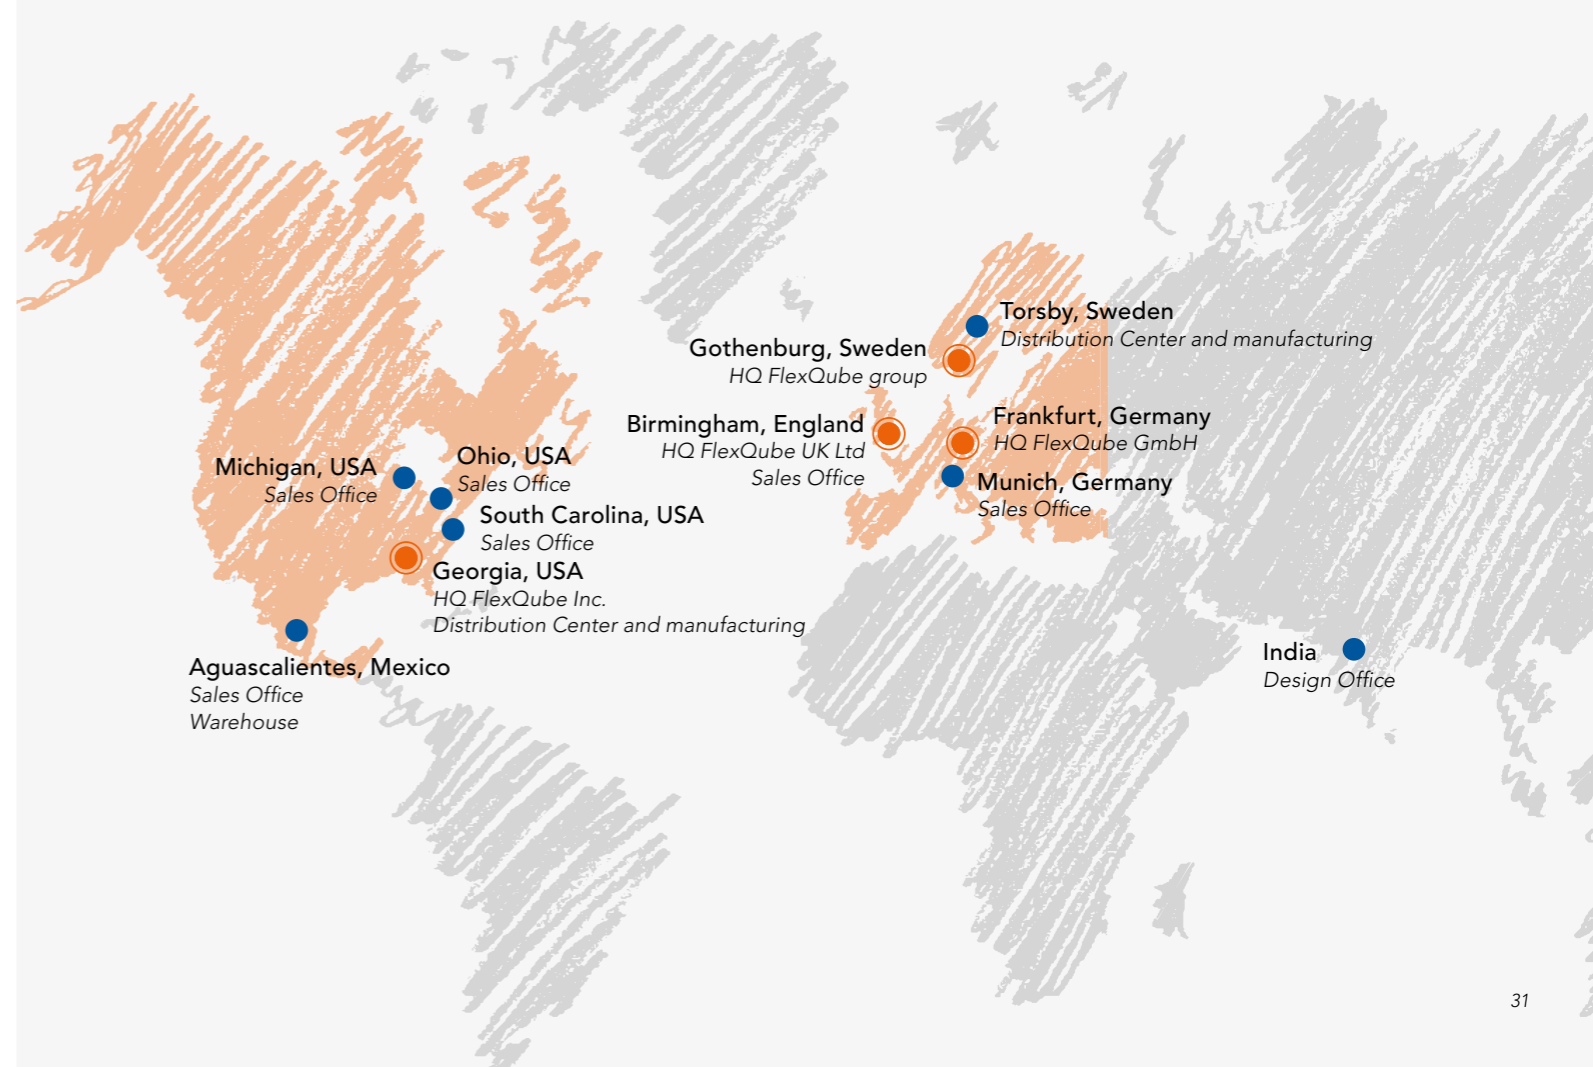 Torsby, Sweden
Distribution Center and manufacturing
Gothenburg, Sweden
HQ FlexQube group
Birmingham, England
HQ FlexQube UK Ltd
Sales Office
Frankfurt, Germany
HQ FlexQube GmbH
Munich, Germany
Sales Office
Michigan, USA
Sales Office
Ohio, USA
Sales Office
South Carolina, USA
Sales Office
Georgia, USA
HQ FlexQube Inc.
Distribution Center and manufacturing
Aguascalientes, Mexico
Sales Office
Warehouse
India
Design Office
31